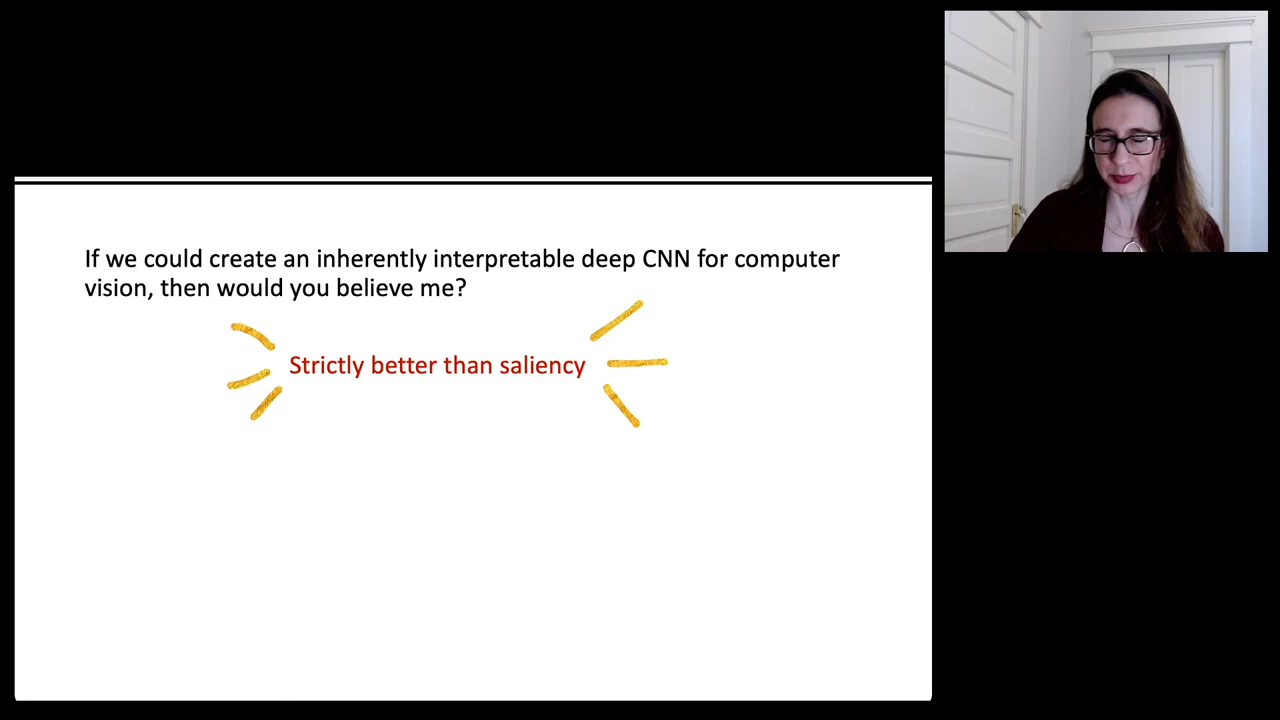 If we could create an inherently interpretable deep CNN for computer
vision, then would you believe me?
Strictly better than saliency